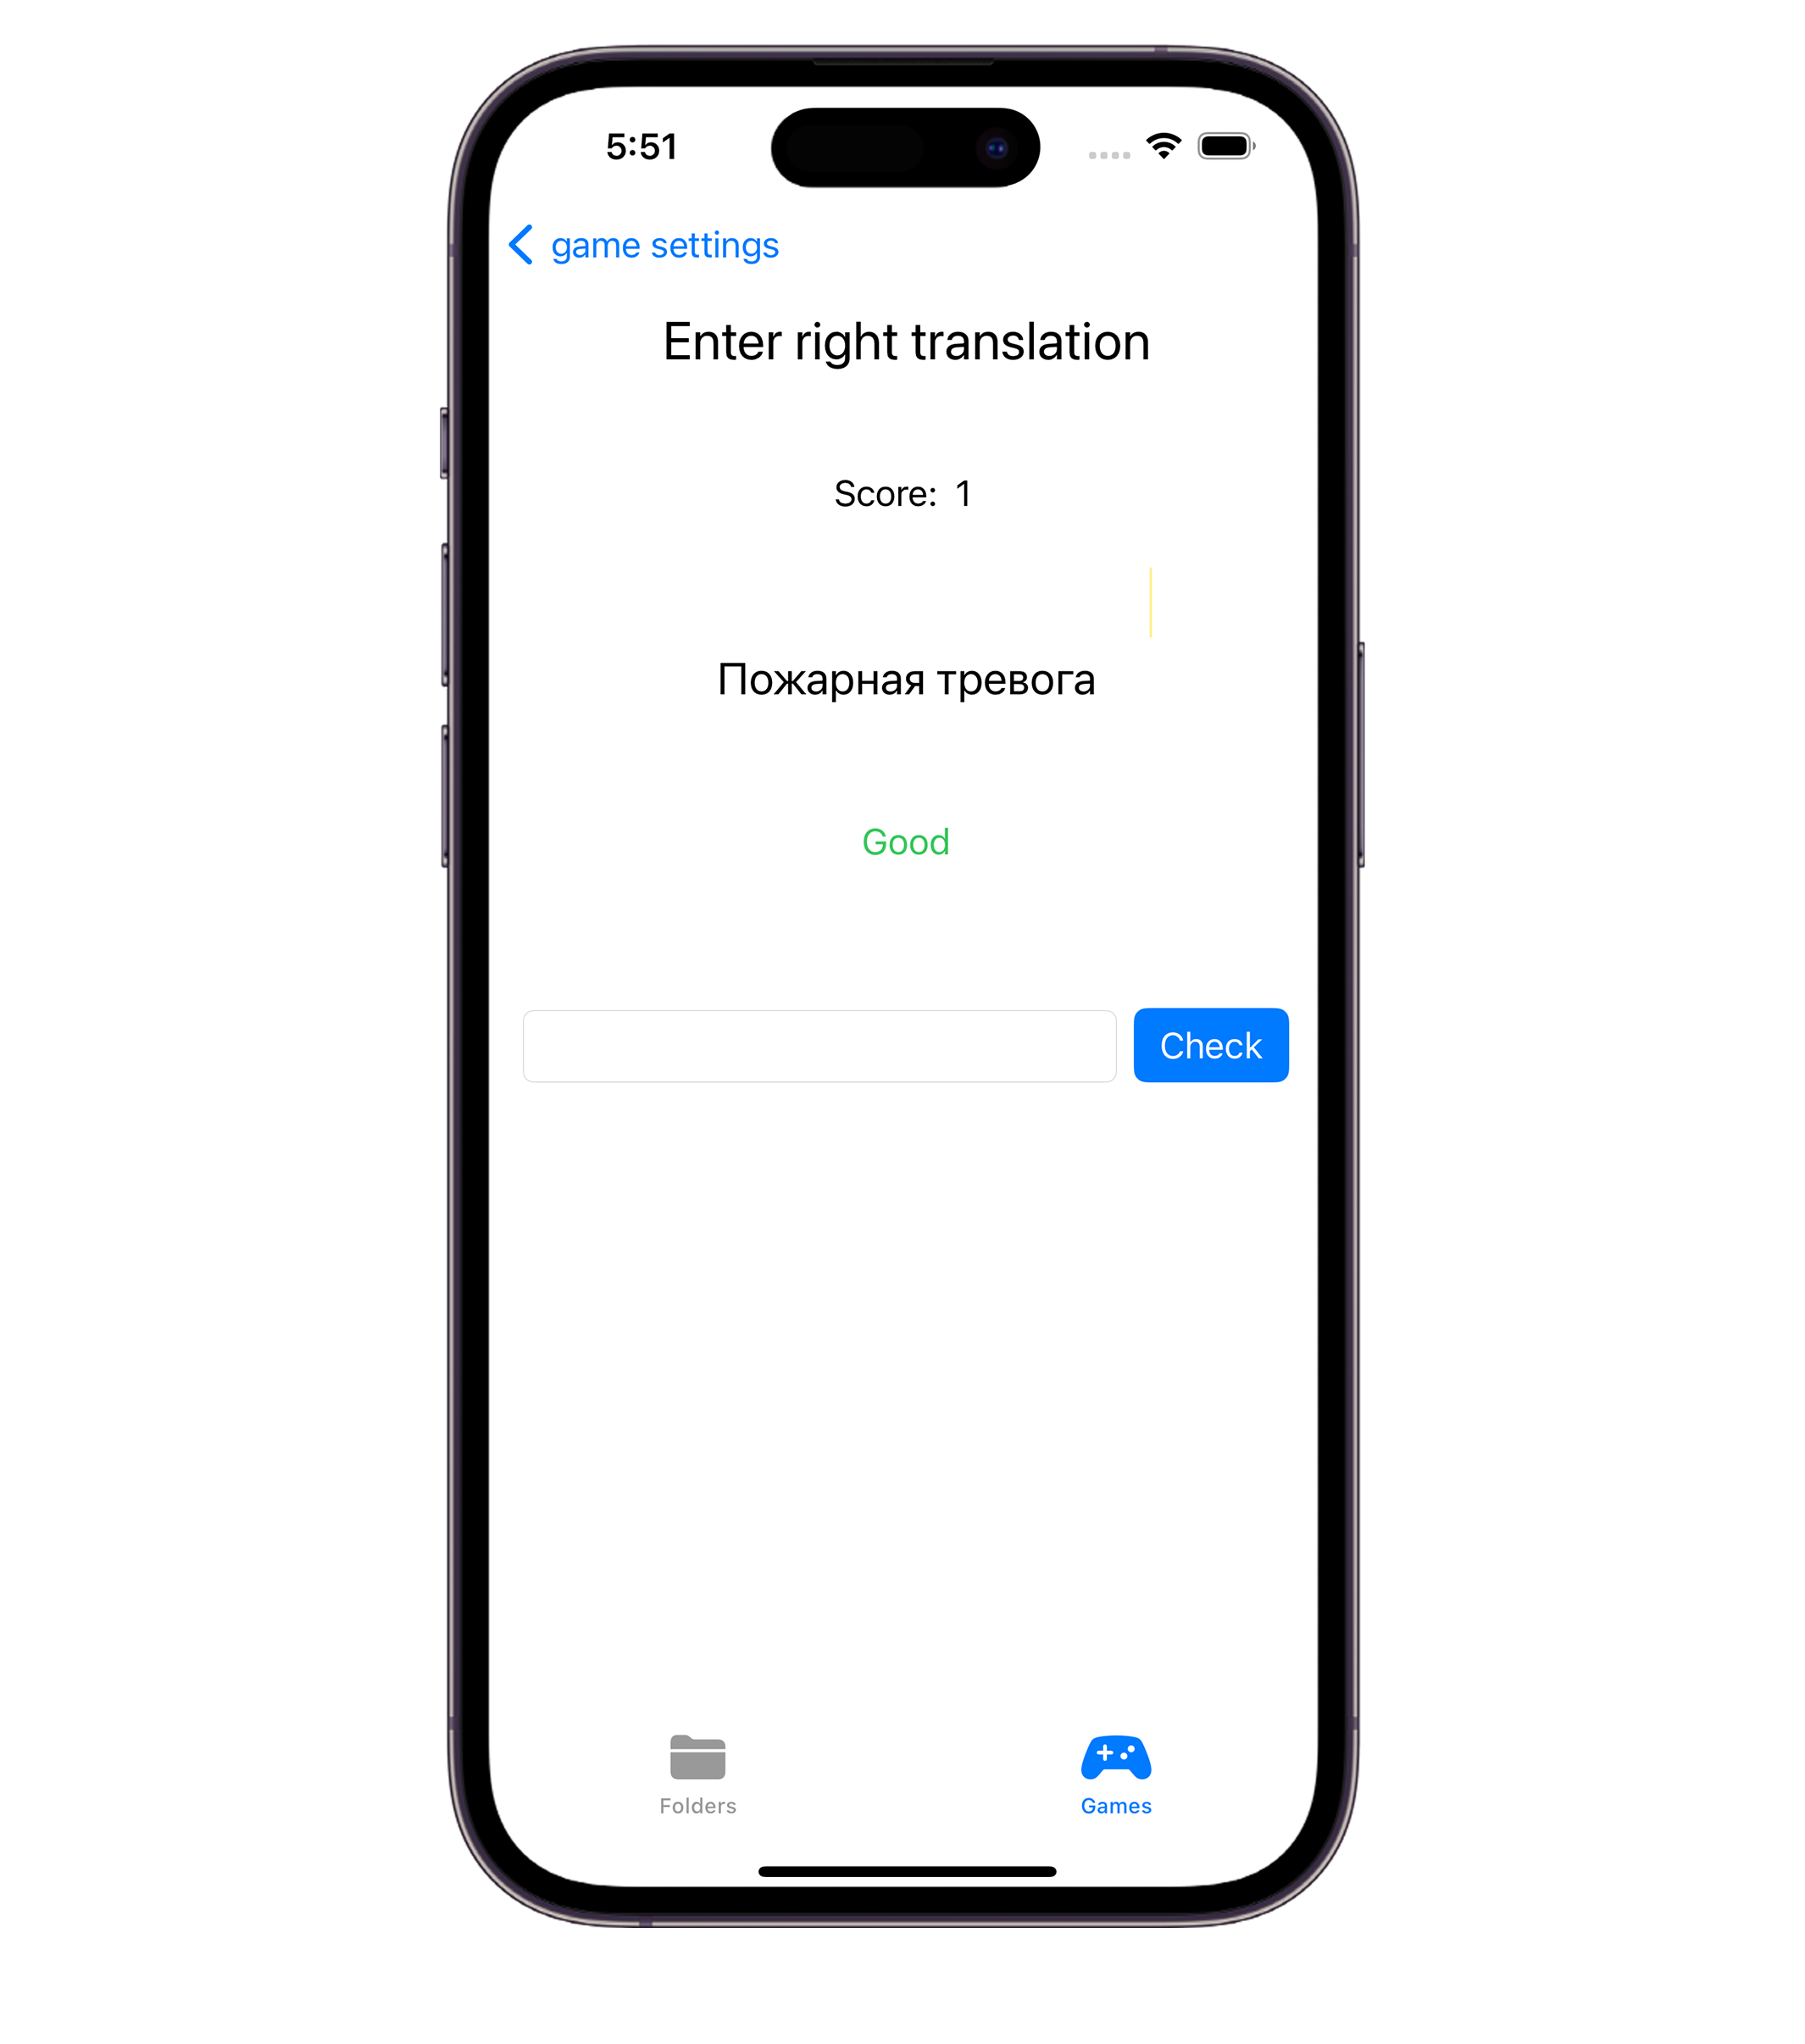 5:51
game settings
Enter right translation
Score: 1
Пожарная тревога
Good
Check
Folders
Games